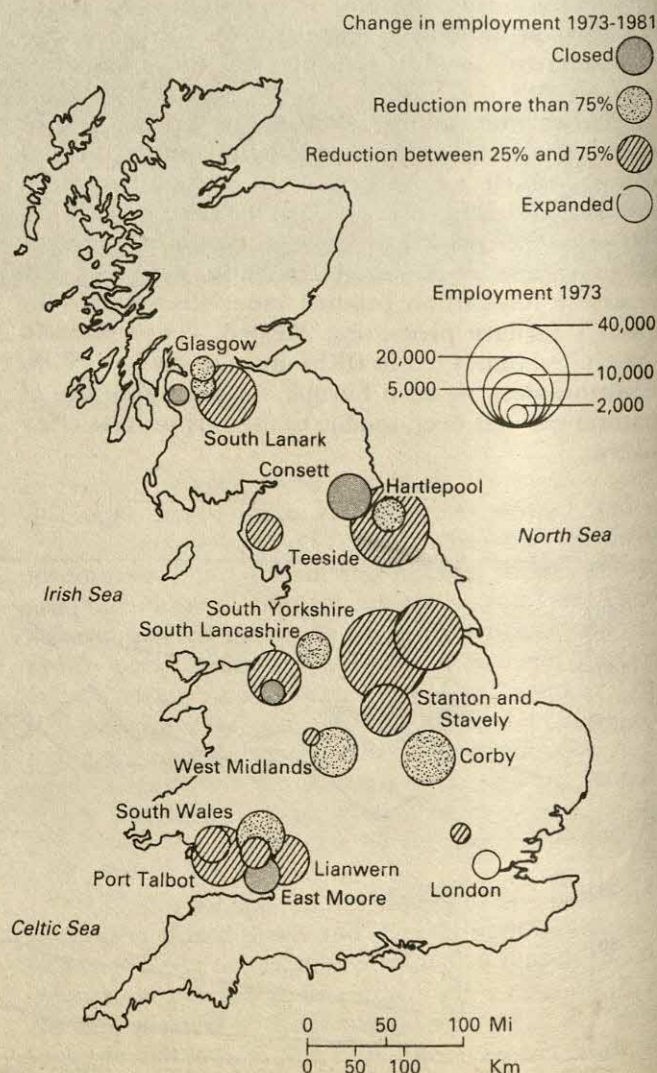 Change in employment 1973-1981
Closed
Reduction more than 75%
Reduction between 25% and 75%
Expanded
Employment 1973
40,000
20,000
10,000
5,000
2,000
Glasgow
South Lanark
Consett
Hartlepool
North Sea
Teeside
Irish Sea
South Yorkshire
South Lancashire
Stanton and
Stavely
West Midlands
Corby
South Wales
Port Talbot
Lianwern
London
East Moore
Celtic Sea
0 50 100 Mi
0 50 100 Km